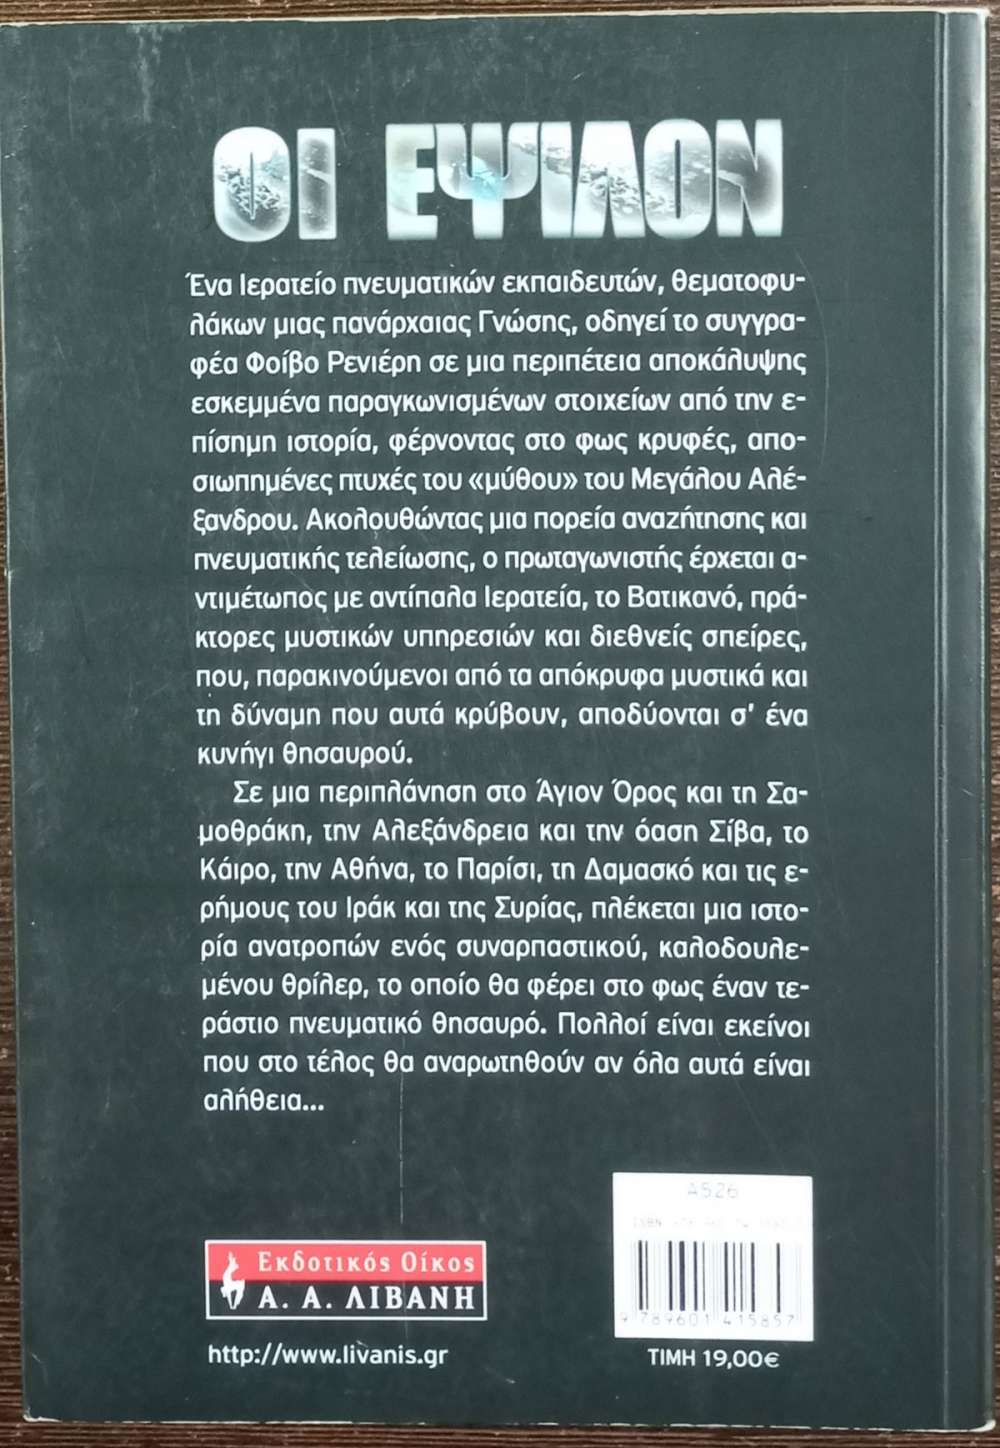 ΟΙ ΕΨΙΛΟΝ
Ένα Ιερατείο πνευματικών εκπαιδευτών, θεματοφυ-
λάκων μιας πανάρχαιας Γνώσης, οδηγεί το συγγρα-
φέα Φοίβο Ρενιέρη σε μια περιπέτεια αποκάλυψης
εσκεμμένα παραγκωνισμένων στοιχείων από την ε-
πίσημη ιστορία, φέρνοντας στο φως κρυφές, απο-
σιωπημένες πτυχές του «μύθου» του Μεγάλου Αλέ-
ξανδρου. Ακολουθώντας μια πορεία αναζήτησης και
πνευματικής τελείωσης, ο πρωταγωνιστής έρχεται α-
ντιμέτωπος με αντίπαλα Ιερατεία, το Βατικανό, πρά-
κτορες μυστικών υπηρεσιών και διεθνείς σπείρες,
που, παρακινούμενοι από τα απόκρυφα μυστικά και
τη δύναμη που αυτά κρύβουν, αποδύονται σ' ένα
κυνήγι θησαυρού.
Σε μια περιπλάνηση στο Άγιον Όρος και τη Σα-
μοθράκη, την Αλεξάνδρεια και την όαση Σίβα, το
Κάιρο, την Αθήνα, το Παρίσι, τη Δαμασκό και τις ε-
ρήμους του Ιράκ και της Συρίας, πλέκεται μια ιστο-
ρία ανατροπών ενός συναρπαστικού, καλοδουλε-
μένου θρίλερ, το οποίο θα φέρει στο φως έναν τε-
ράστιο πνευματικό θησαυρό. Πολλοί είναι εκείνοι
που στο τέλος θα αναρωτηθούν αν όλα αυτά είναι
αλήθεια...
Εκδοτικός Οίκος
Α. Α. ΛΙΒΑΝΗ
http://www.livanis.gr
A526
ISBN
9 789601 415857
ΤΙΜΗ 19,00€